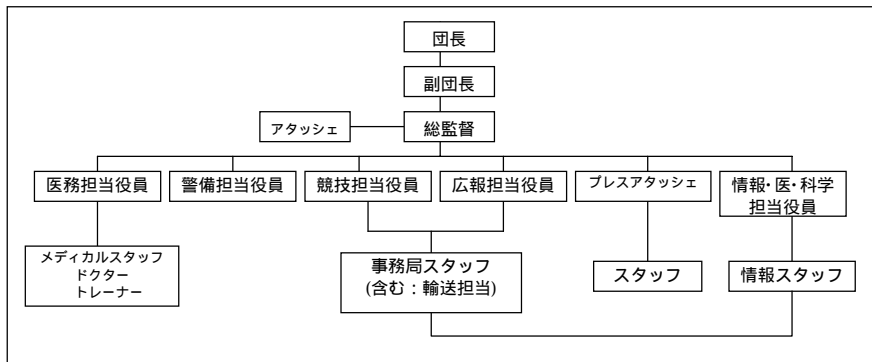 団長
副団長
アタッシェ
総監督
医務担当役員
警備担当役員
競技担当役員
広報担当役員
プレスアタッシェ
情報・医・科学
担当役員
メディカルスタッフ
ドクター
トレーナー
事務局スタッフ
(含む：輸送担当)
スタッフ
情報スタッフ